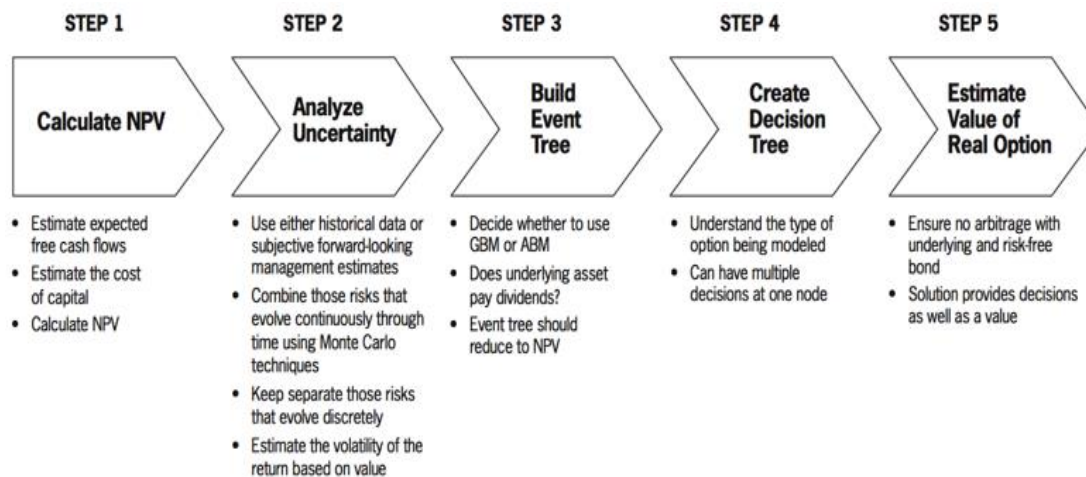 STEP 1
Calculate NPV
• Estimate expected
free cash flows
• Estimate the cost
of capital
• Calculate NPV
STEP 2
Analyze
Uncertainty
• Use either historical data or
subjective forward-looking
management estimates
• Combine those risks that
evolve continuously through
time using Monte Carlo
techniques
• Keep separate those risks
that evolve discretely
• Estimate the volatility of the
return based on value
STEP 3
Build
Event
Tree
• Decide whether to use
GBM or ABM
• Does underlying asset
pay dividends?
• Event tree should
reduce to NPV
STEP 4
Create
Decision
Tree
• Understand the type of
option being modeled
• Can have multiple
decisions at one node
STEP 5
Estimate
Value of
Real Option
• Ensure no arbitrage with
underlying and risk-free
bond
• Solution provides decisions
as well as a value